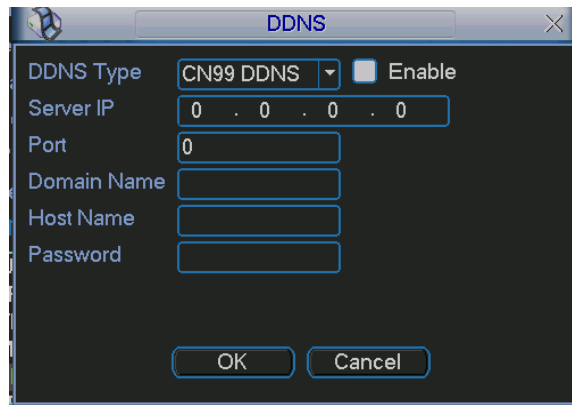 DDNS
DDNS Type CN99 DDNS Enable
Server IP 0 . 0 . 0 . 0
Port 0
Domain Name
Host Name
Password
OK Cancel